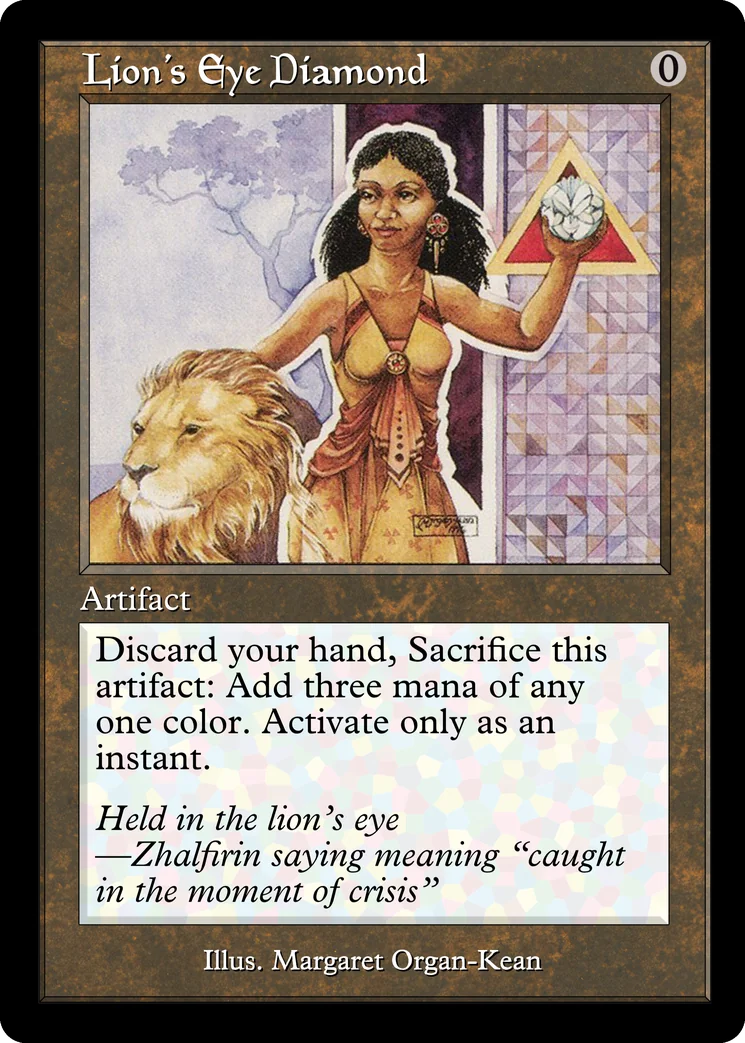 Lion's Eye Diamond 0
Artifact
Discard your hand, Sacrifice this
artifact: Add three mana of any
one color. Activate only as an
instant.
Held in the lion's eye
—Zhalfirin saying meaning “caught
in the moment of crisis”
Illus. Margaret Organ-Kean